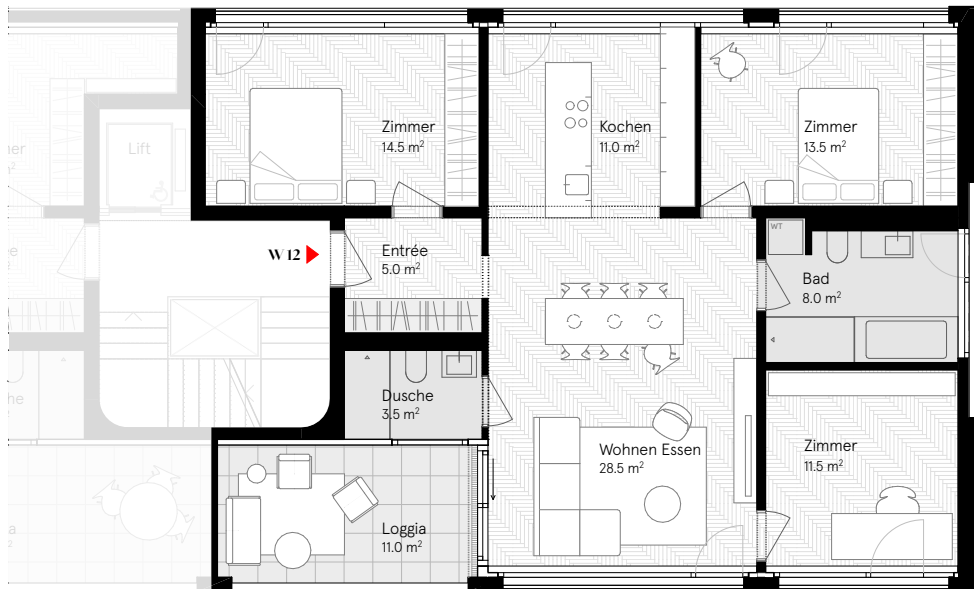 Zimmer
14.5 m²
Kochen
11.0 m²
Zimmer
13.5 m²
Lift
W12
Entrée
5.0 m²
WT
Bad
8.0 m²
Dusche
3.5 m²
Wohnen Essen
28.5 m²
Zimmer
11.5 m²
Loggia
11.0 m²